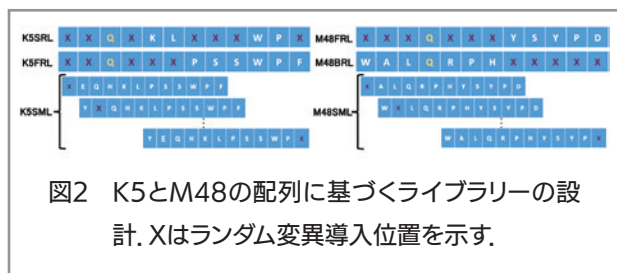 K5SRL X X Q X K L X X X W P X
K5FRL X X Q X X X P S S W P F
K5SML X E Q H K L P S S W P F
Y X Q H K L P S S W P F
Y E Q H K L P S S W P X
M48FRL X X X Q X X X Y S Y P D
M48BRL W A L Q R P H X X X X X
M48SML X A L Q R P H Y S Y P D
W X L Q R P H Y S Y P D
W A L Q R P H Y S Y P X
図2 K5とM48の配列に基づくライブラリーの設
計．Xはランダム変異導入位置を示す．